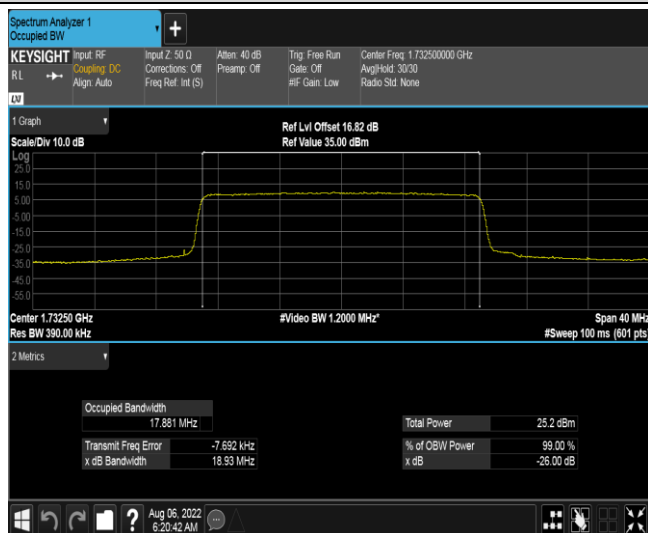 Spectrum Analyzer 1
Occupied BW
KEYSIGHT Input: RF Input Z: 50 Ω Atten: 40 dB Trig: Free Run Center Freq: 1.732500000 GHz
RL Coupling: DC Corrections: Off Preamp: Off Gate: Off Avg|Hold: 30/30
Align: Auto Freq Ref: Int (S) #IF Gain: Low Radio Std: None
LXI
1 Graph Ref Lvl Offset 16.82 dB
Scale/Div 10.0 dB Ref Value 35.00 dBm
Log
25.0
15.0
5.00
-5.00
-15.0
-25.0
-35.0
-45.0
-55.0
Center 1.73250 GHz #Video BW 1.2000 MHz* Span 40 MHz
Res BW 390.00 kHz #Sweep 100 ms (601 pts)
2 Metrics
Occupied Bandwidth
17.881 MHz Total Power 25.2 dBm
Transmit Freq Error -7.692 kHz % of OBW Power 99.00 %
x dB Bandwidth 18.93 MHz x dB -26.00 dB
? Aug 06, 2022
6:20:42 AM